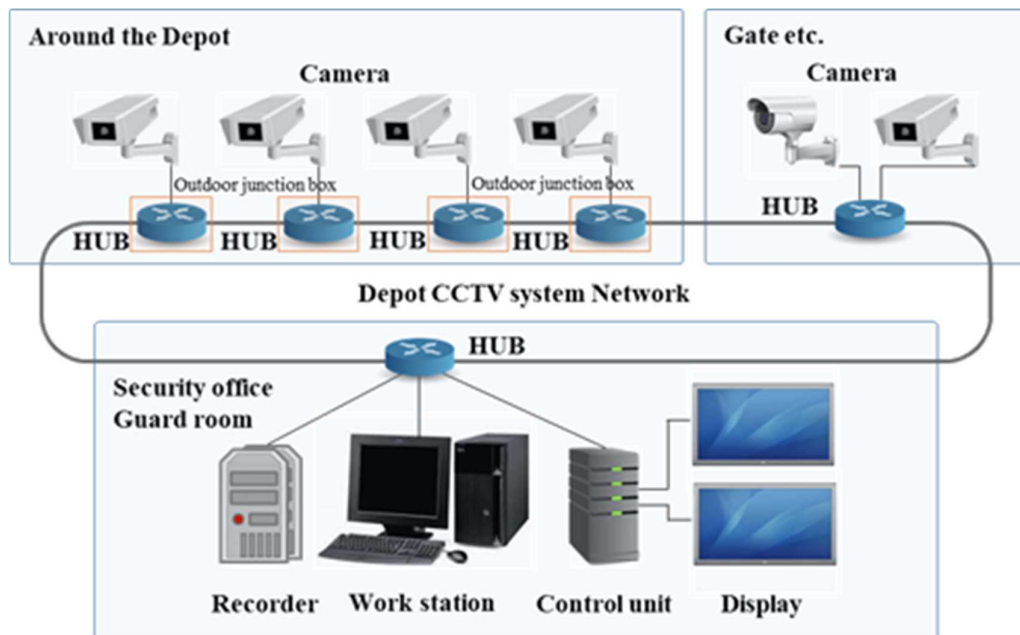 Around the Depot
Camera
Outdoor junction box
Outdoor junction box
HUB
HUB
HUB
HUB
Gate etc.
Camera
HUB
Depot CCTV system Network
HUB
Security office
Guard room
Recorder
Work station
Control unit
Display